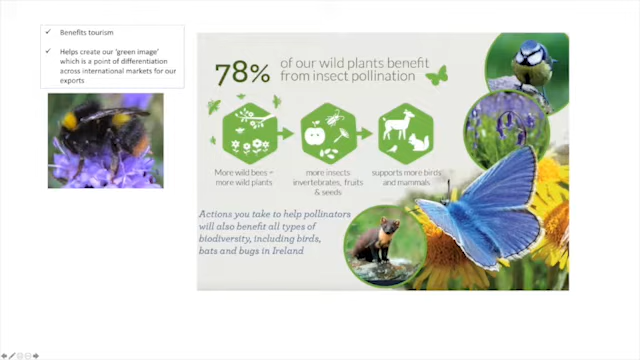 ✓ Benefits tourism
✓ Helps create our ‘green image’
which is a point of differentiation
across international markets for our
exports
78% of our wild plants benefit
from insect pollination
More wild bees =
more wild plants
more insects
invertebrates, fruits
& seeds
supports more birds
and mammals
Actions you take to help pollinators
will also benefit all types of
biodiversity, including birds,
bats and bugs in Ireland